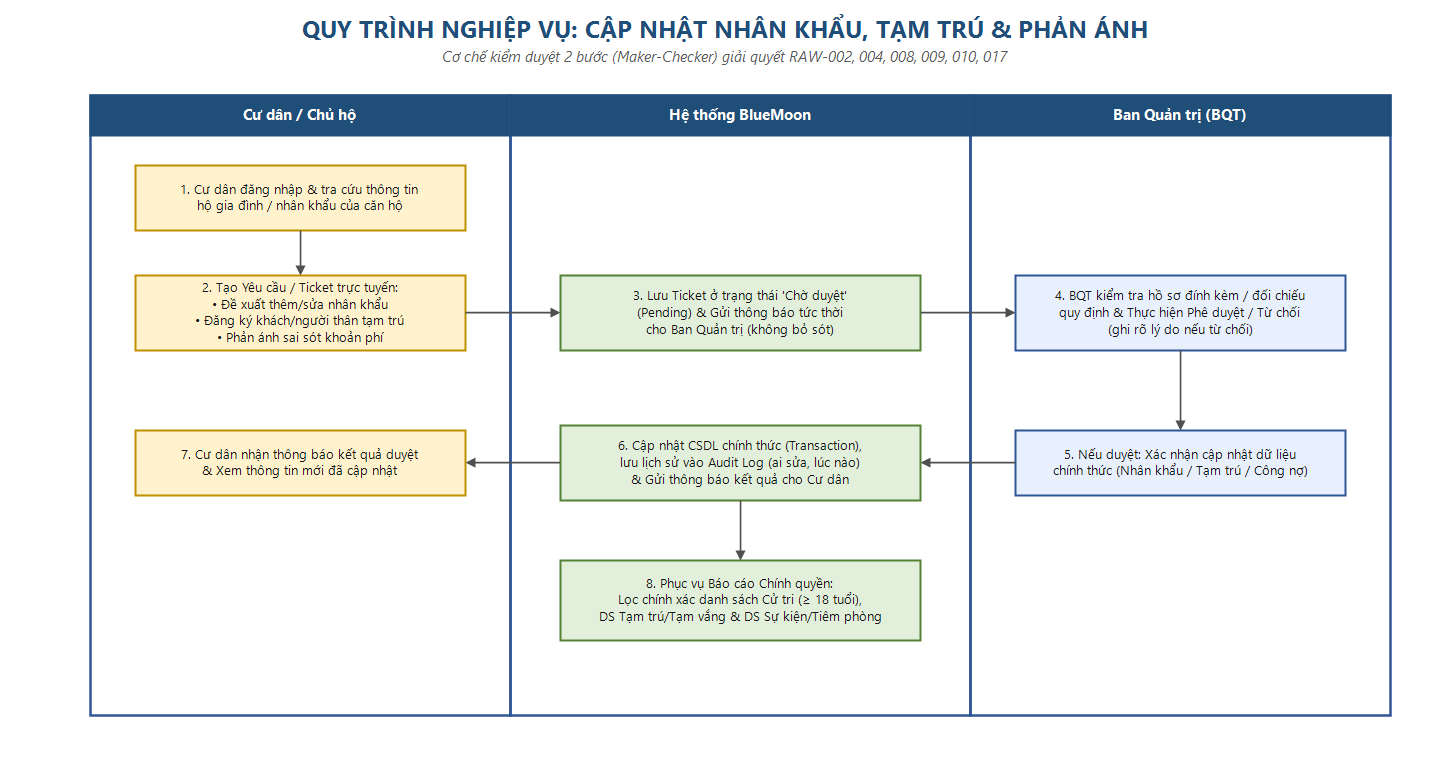 QUY TRÌNH NGHIỆP VỤ: CẬP NHẬT NHÂN KHẨU, TẠM TRÚ & PHẢN ÁNH
Cơ chế kiểm duyệt 2 bước (Maker-Checker) giải quyết RAW-002, 004, 008, 009, 010, 017
Cư dân / Chủ hộ
Hệ thống BlueMoon
Ban Quản trị (BQT)
1. Cư dân đăng nhập & tra cứu thông tin
hộ gia đình / nhân khẩu của căn hộ
2. Tạo Yêu cầu / Ticket trực tuyến:
• Đề xuất thêm/sửa nhân khẩu
• Đăng ký khách/người thân tạm trú
• Phản ánh sai sót khoản phí
3. Lưu Ticket ở trạng thái 'Chờ duyệt'
(Pending) & Gửi thông báo tức thời
cho Ban Quản trị (không bỏ sót)
4. BQT kiểm tra hồ sơ đính kèm / đối chiếu
quy định & Thực hiện Phê duyệt / Từ chối
(ghi rõ lý do nếu từ chối)
5. Nếu duyệt: Xác nhận cập nhật dữ liệu
chính thức (Nhân khẩu / Tạm trú / Công nợ)
6. Cập nhật CSDL chính thức (Transaction),
lưu lịch sử vào Audit Log (ai sửa, lúc nào)
& Gửi thông báo kết quả cho Cư dân
7. Cư dân nhận thông báo kết quả duyệt
& Xem thông tin mới đã cập nhật
8. Phục vụ Báo cáo Chính quyền:
Lọc chính xác danh sách Cử tri (≥ 18 tuổi),
DS Tạm trú/Tạm vắng & DS Sự kiện/Tiêm phòng